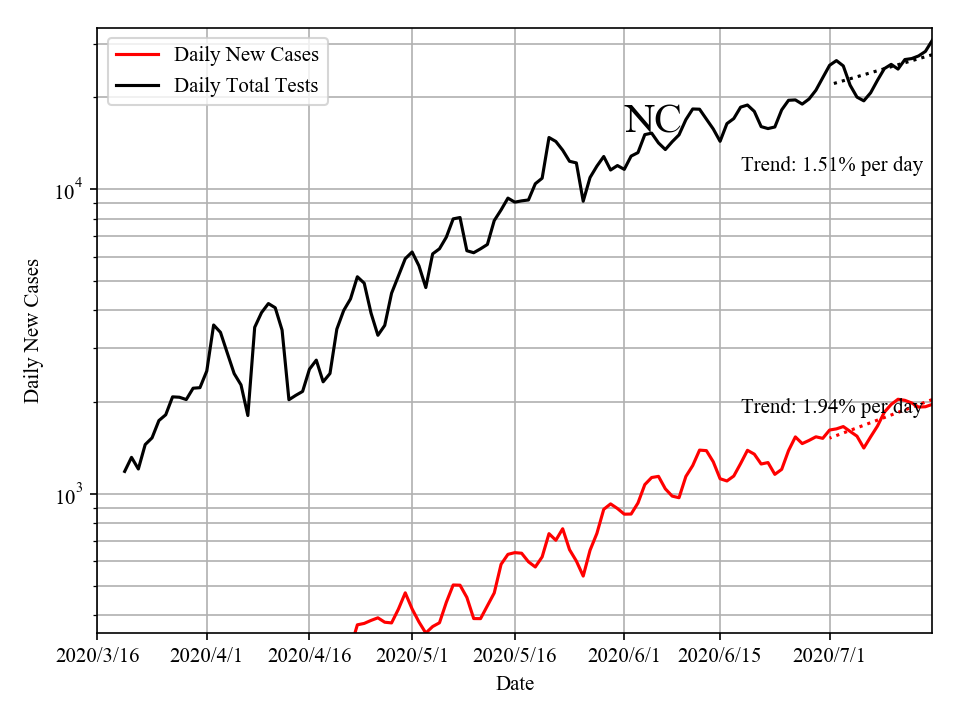 Daily New Cases
Daily Total Tests
NC
Trend: 1.51% per day
10^4
Daily New Cases
Trend: 1.94% per day
10^3
2020/3/16 2020/4/1 2020/4/16 2020/5/1 2020/5/16 2020/6/1 2020/6/15 2020/7/1
Date